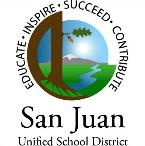 EDUCATE • INSPIRE • SUCCEED • CONTRIBUTE
San Juan
Unified School District